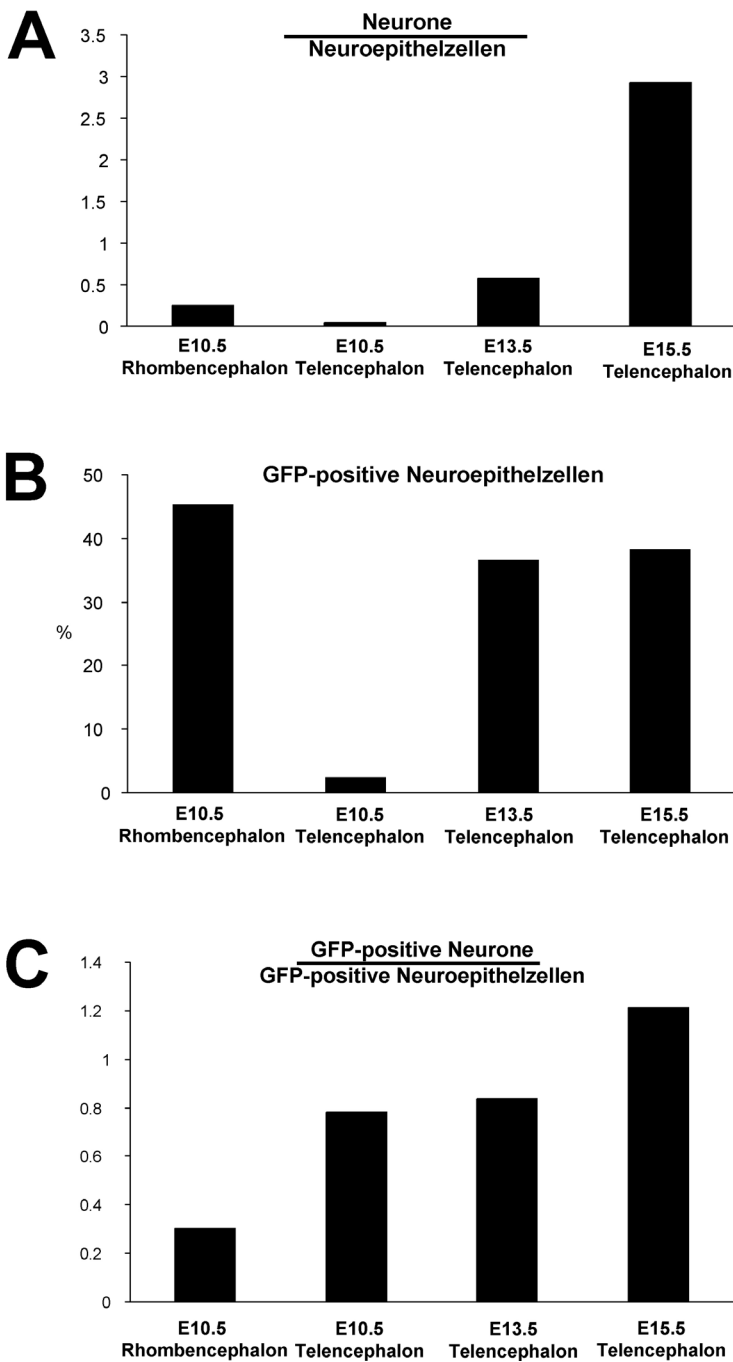 A
Neurone
Neuroepithelzellen
3.5
3
2.5
2
1.5
1
0.5
0
E10.5 E10.5 E13.5 E15.5
Rhombencephalon Telencephalon Telencephalon Telencephalon
B
GFP-positive Neuroepithelzellen
50
40
30
%
20
10
0
E10.5 E10.5 E13.5 E15.5
Rhombencephalon Telencephalon Telencephalon Telencephalon
C
GFP-positive Neurone
GFP-positive Neuroepithelzellen
1.4
1.2
1
0.8
0.6
0.4
0.2
0
E10.5 E10.5 E13.5 E15.5
Rhombencephalon Telencephalon Telencephalon Telencephalon